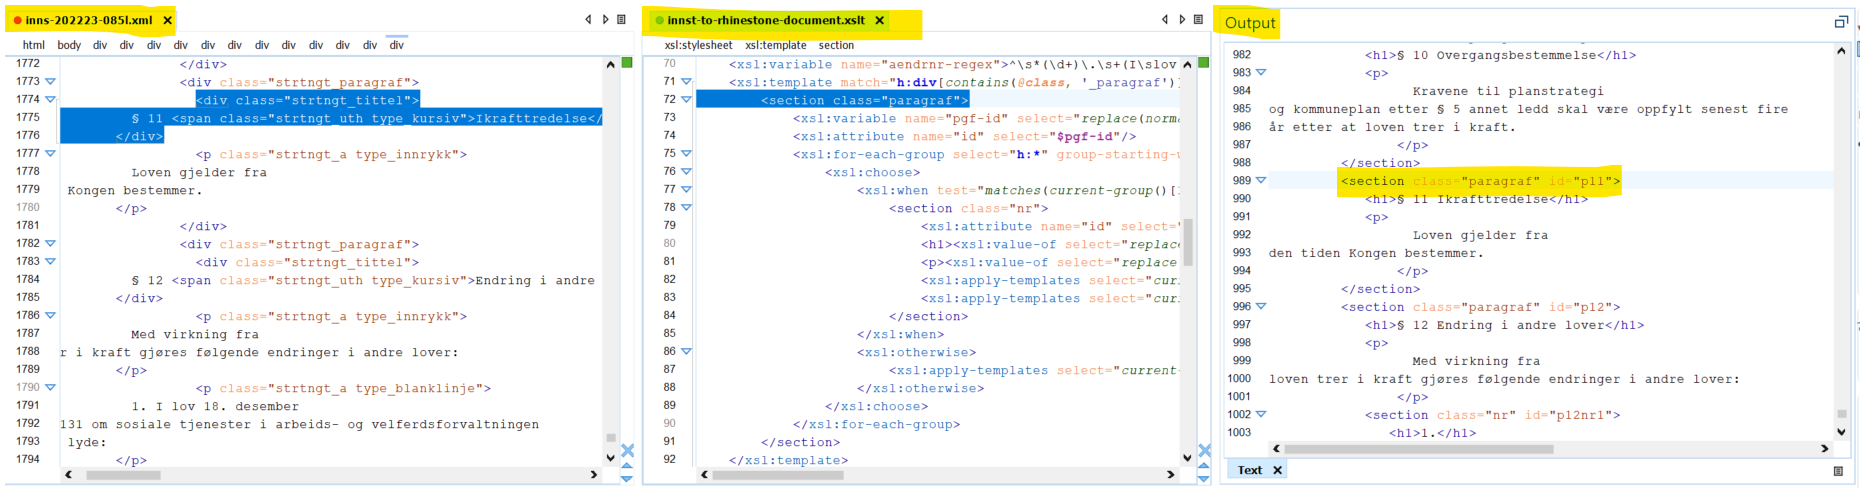 inns-202223-085l.xml ×
html body div div div div div div div div div div div div
1772 </div>
1773 <div class="strtngt_paragraf">
1774 <div class="strtngt_tittel">
1775 § 11 <span class="strtngt_uth type_kursiv">Ikrafttredelse</
1776 </div>
1777 <p class="strtngt_a type_innrykk">
1778 Loven gjelder fra
1779 Kongen bestemmer.
1780 </p>
1781 </div>
1782 <div class="strtngt_paragraf">
1783 <div class="strtngt_tittel">
1784 § 12 <span class="strtngt_uth type_kursiv">Endring i andre
1785 </div>
1786 <p class="strtngt_a type_innrykk">
1787 Med virkning fra
1788 r i kraft gjøres følgende endringer i andre lover:
1789 </p>
1790 <p class="strtngt_a type_blanklinje">
1791 1. I lov 18. desember
1792 131 om sosiale tjenester i arbeids- og velferdsforvaltningen
1793 lyde:
1794 </p>
innst-to-rhinestone-document.xslt ×
xsl:stylesheet xsl:template section
70 <xsl:variable name="aendrnr-regex">^\s*(\d+)\.\s+(I\slov
71 <xsl:template match="h:div[contains(@class, '_paragraf')]
72 <section class="paragraf">
73 <xsl:variable name="pgf-id" select="replace(norma
74 <xsl:attribute name="id" select="$pgf-id"/>
75 <xsl:for-each-group select="h:*" group-starting-w
76 <xsl:choose>
77 <xsl:when test="matches(current-group()[1
78 <section class="nr">
79 <xsl:attribute name="id" select="
80 <h1><xsl:value-of select="replace
81 <p><xsl:value-of select="replace
82 <xsl:apply-templates select="curr
83 <xsl:apply-templates select="curr
84 </section>
85 </xsl:when>
86 <xsl:otherwise>
87 <xsl:apply-templates select="current-
88 </xsl:otherwise>
89 </xsl:choose>
90 </xsl:for-each-group>
91 </section>
92 </xsl:template>
Output
982 <h1>§ 10 Overgangsbestemmelse</h1>
983 <p>
984 Kravene til planstrategi
985 og kommuneplan etter § 5 annet ledd skal være oppfylt senest fire
986 år etter at loven trer i kraft.
987 </p>
988 </section>
989 <section class="paragraf" id="p11">
990 <h1>§ 11 Ikrafttredelse</h1>
991 <p>
992 Loven gjelder fra
993 den tiden Kongen bestemmer.
994 </p>
995 </section>
996 <section class="paragraf" id="p12">
997 <h1>§ 12 Endring i andre lover</h1>
998 <p>
999 Med virkning fra
1000 loven trer i kraft gjøres følgende endringer i andre lover:
1001 </p>
1002 <section class="nr" id="p12nr1">
1003 <h1>1.</h1>
Text ×